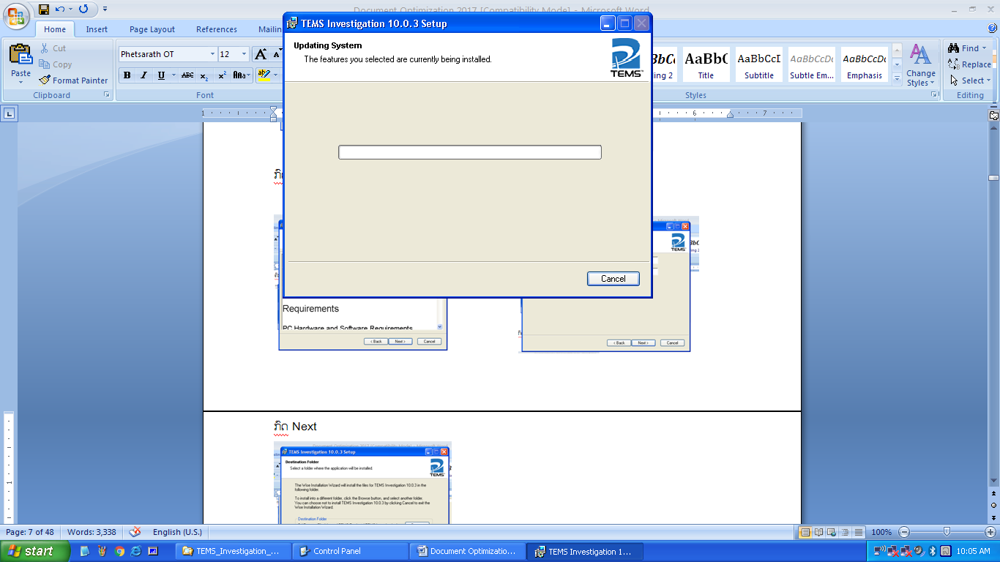 Document Optimization 2017 [Compatibility Mode] - Microsoft Word
TEMS Investigation 10.0.3 Setup
Home Insert Page Layout References Mailin
Updating System
The features you selected are currently being installed.
TEMS
Paste
Cut
Copy
Format Painter
Clipboard
Phetsarath OT 12
B I U ABC X₂ X² Aa
Font
AaBbC AaBbCcI AaBbCcDc AaBbCcDc
ing 2 Title Subtitle Subtle Em... Emphasis
Change Styles
Styles
Find
Replace
Select
Editing
1 6 7
Cancel
TEMS
Requirements
PC Hardware and Software Requirements
< Back Next > Cancel
< Back Next > Cancel
ກົດ Next
TEMS Investigation 10.0.3 Setup
Destination Folder
Select a folder where the application will be installed.
TEMS
The Wise Installation Wizard will install the files for TEMS Investigation 10.0.3 in the
following folder.
To install into a different folder, click the Browse button, and select another folder.
You can choose not to install TEMS Investigation 10.0.3 by clicking Cancel to exit the
Wise Installation Wizard.
Destination Folder
Page: 7 of 48 Words: 3,338 English (U.S.) 100%
start TEMS_Investigation_... Control Panel Document Optimizatio... TEMS Investigation 1... 10:05 AM